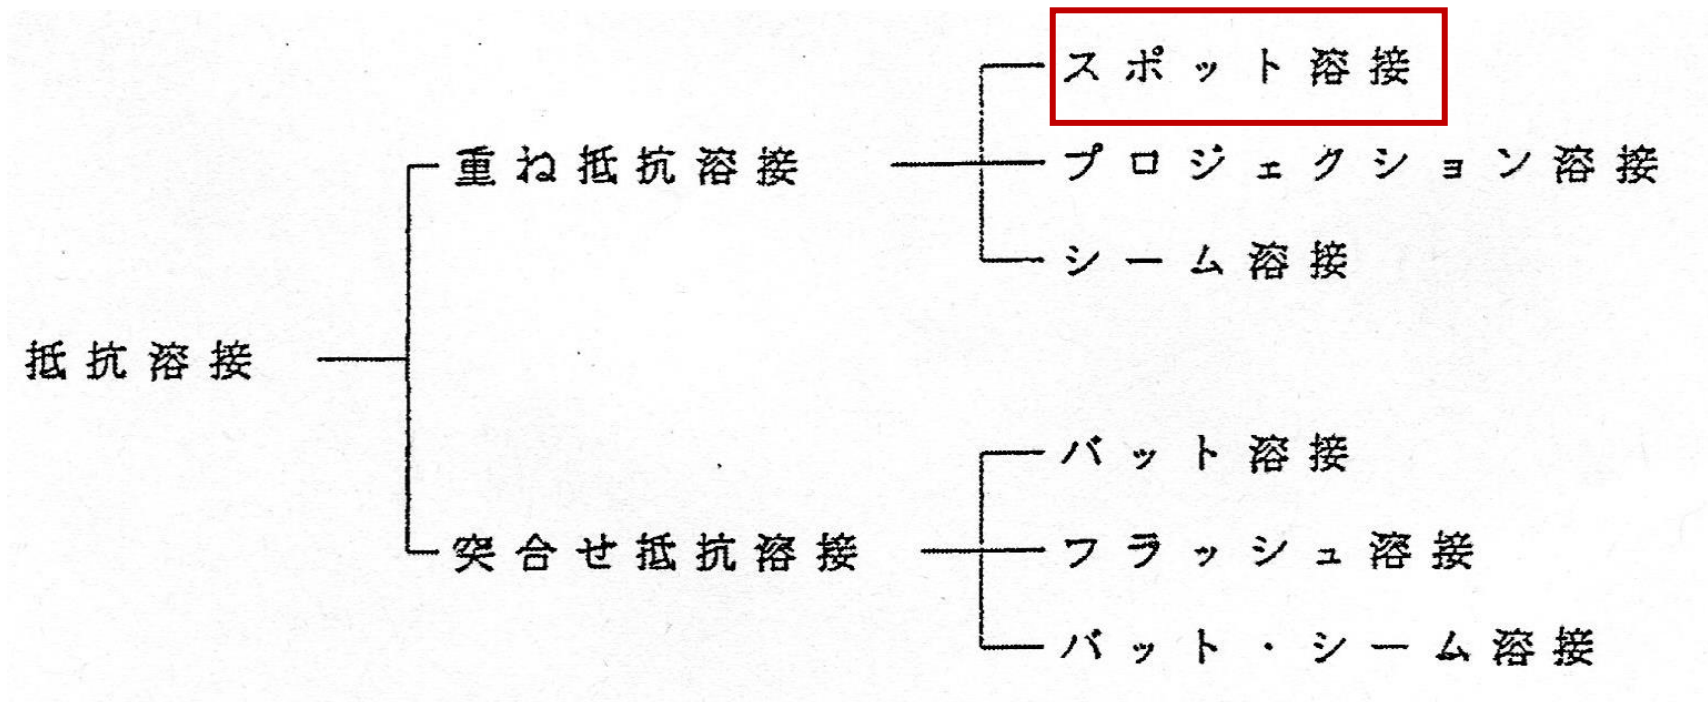 スポット溶接
重ね抵抗溶接
プロジェクション溶接
シーム溶接
抵抗溶接
バット溶接
突合せ抵抗溶接
フラッシュ溶接
バット・シーム溶接